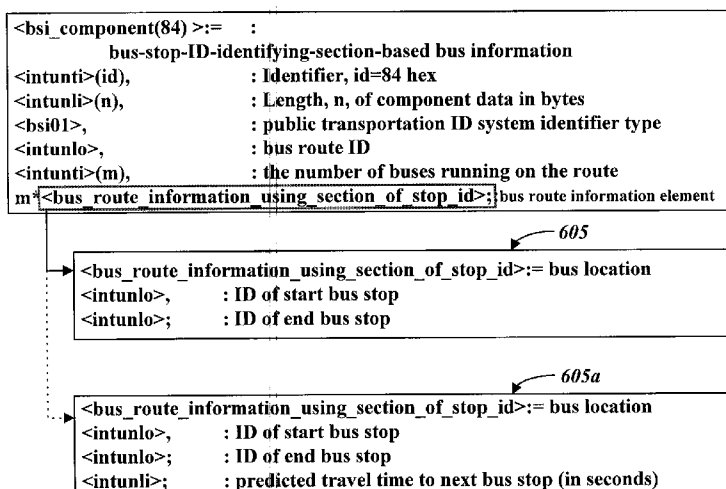 <bsi_component(84) >:=   :
bus-stop-ID-identifying-section-based bus information
<intunti>(id),   : Identifier, id=84 hex
<intunli>(n),   : Length, n, of component data in bytes
<bsi01>,   : public transportation ID system identifier type
<intunlo>,   : bus route ID
<intunti>(m),   : the number of buses running on the route
m*<bus_route_information_using_section_of_stop_id>; : bus route information element
605
<bus_route_information_using_section_of_stop_id>:= bus location
<intunlo>,   : ID of start bus stop
<intunlo>;   : ID of end bus stop
605a
<bus_route_information_using_section_of_stop_id>:= bus location
<intunlo>,   : ID of start bus stop
<intunlo>;   : ID of end bus stop
<intunli>;   : predicted travel time to next bus stop (in seconds)